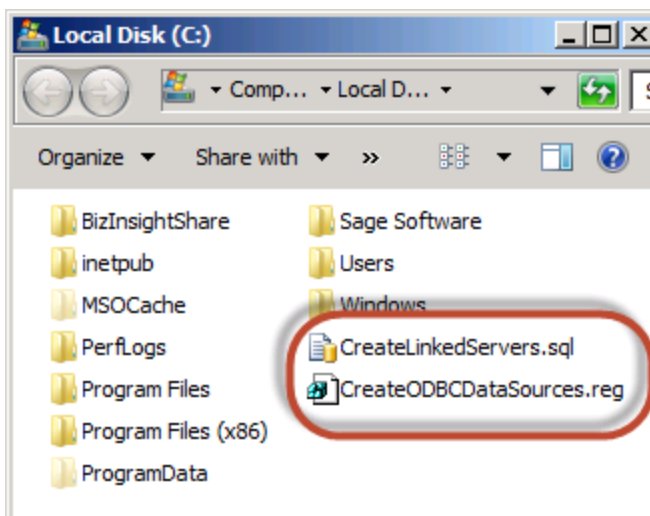 Local Disk (C:)
Comp... Local D...
Organize Share with »
BizInsightShare
inetpub
MSOCache
PerfLogs
Program Files
Program Files (x86)
ProgramData
Sage Software
Users
Windows
CreateLinkedServers.sql
CreateODBCDataSources.reg